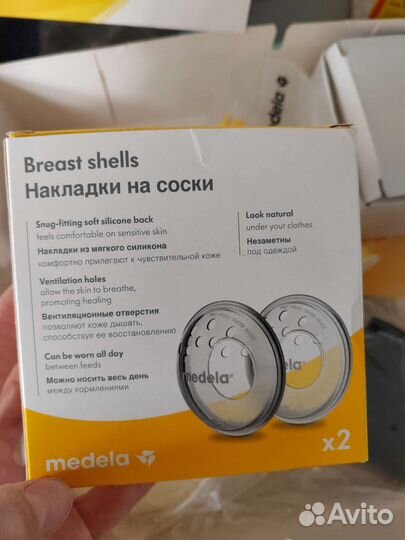 medela
Breast shells
Накладки на соски
Snug-fitting soft silicone back
feels comfortable on sensitive skin
Накладки из мягкого силикона
комфортно прилегают к чувствительной коже
Ventilation holes
allow the skin to breathe,
promoting healing
Вентиляционные отверстия
позволяют коже дышать,
способствуя ее восстановлению
Can be worn all day
between feeds
Можно носить весь день
между кормлениями
Look natural
under your clothes
Незаметны
под одеждой
medela
medela
x2
Avito